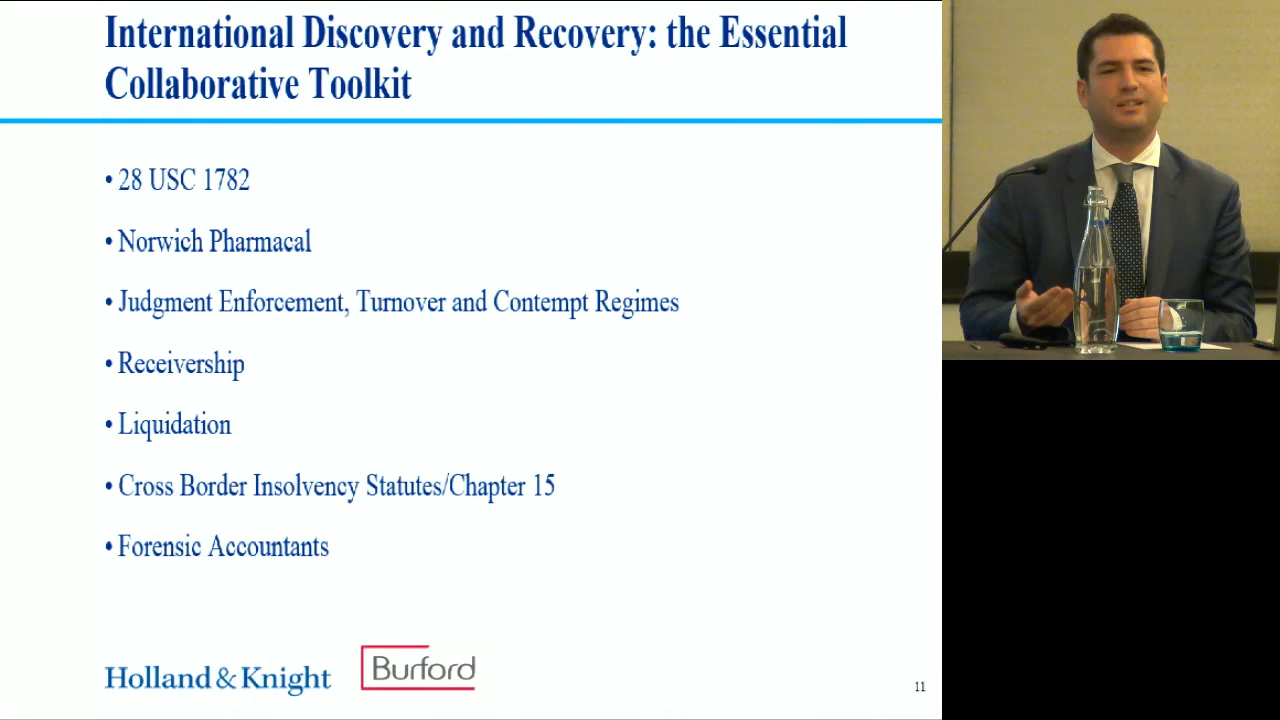 International Discovery and Recovery: the Essential
Collaborative Toolkit
• 28 USC 1782
• Norwich Pharmacal
• Judgment Enforcement, Turnover and Contempt Regimes
• Receivership
• Liquidation
• Cross Border Insolvency Statutes/Chapter 15
• Forensic Accountants
Holland & Knight
Burford
11